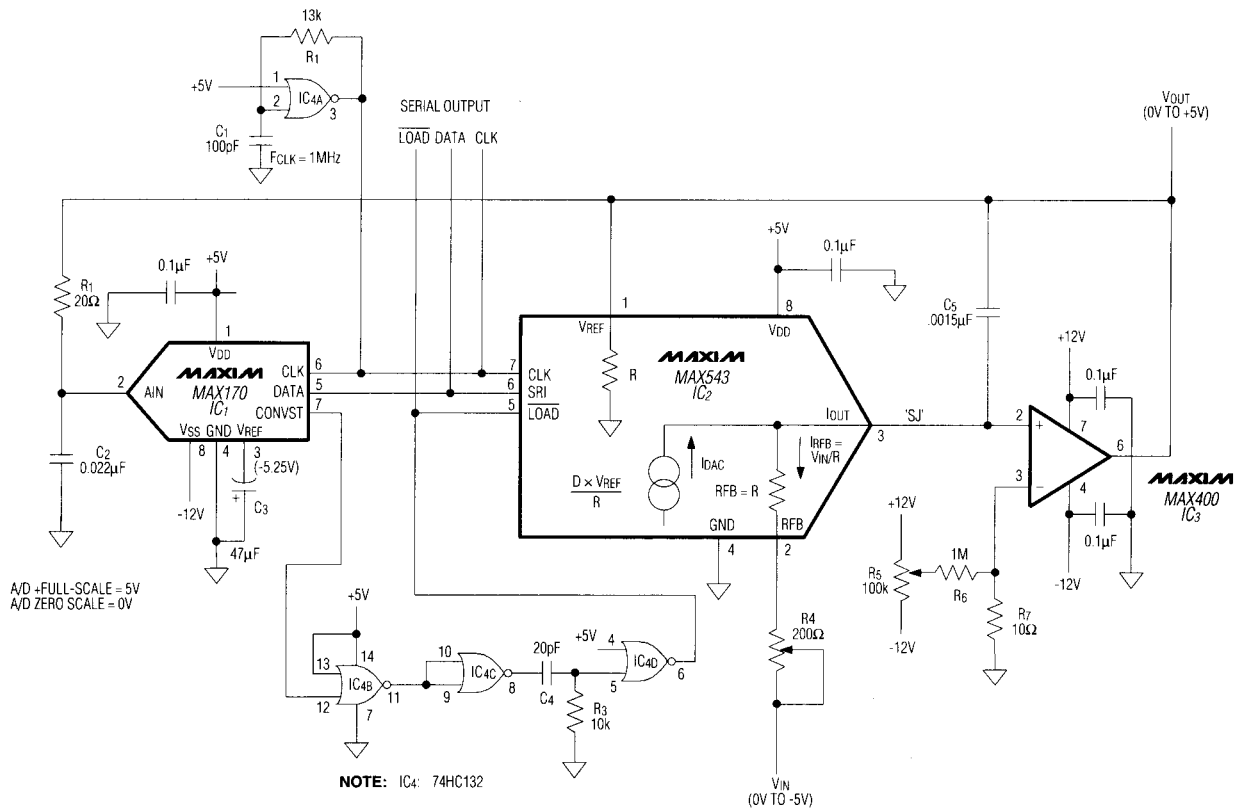 13k
R1
+5V
1
2
IC4A
3
C1
100pF
FCLK = 1MHz
SERIAL OUTPUT
LOAD DATA CLK
VOUT
(0V TO +5V)
R1
20Ω
0.1µF
+5V
1
VDD
MAXIM
MAX170
IC1
2
AIN
CLK
6
DATA
5
CONVST
7
VSS GND VREF
8
4
3
(-5.25V)
-12V
+
C3
47µF
C2
0.022µF
A/D +FULL-SCALE = 5V
A/D ZERO SCALE = 0V
+5V
0.1µF
1
8
VREF
VDD
R
MAXIM
MAX543
IC2
7
CLK
6
SRI
5
LOAD
IOUT
3
'SJ'
IDAC
IRFB =
VIN/R
D × VREF
R
RFB = R
GND
RFB
4
2
C5
.0015µF
+12V
0.1µF
2
+
7
6
3
−
4
MAXIM
MAX400
IC3
0.1µF
-12V
+12V
R5
100k
1M
R6
-12V
R7
10Ω
R4
200Ω
VIN
(0V TO -5V)
+5V
13
14
IC4B
12
11
7
10
9
IC4C
8
20pF
C4
+5V
4
5
IC4D
6
R3
10k
NOTE: IC4: 74HC132